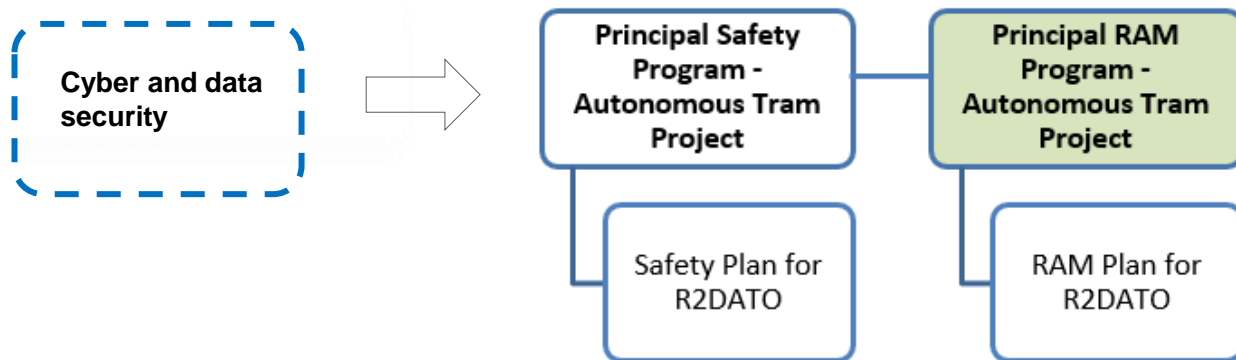 Cyber and data
security
Principal Safety
Program -
Autonomous Tram
Project
Principal RAM
Program -
Autonomous Tram
Project
Safety Plan for
R2DATO
RAM Plan for
R2DATO